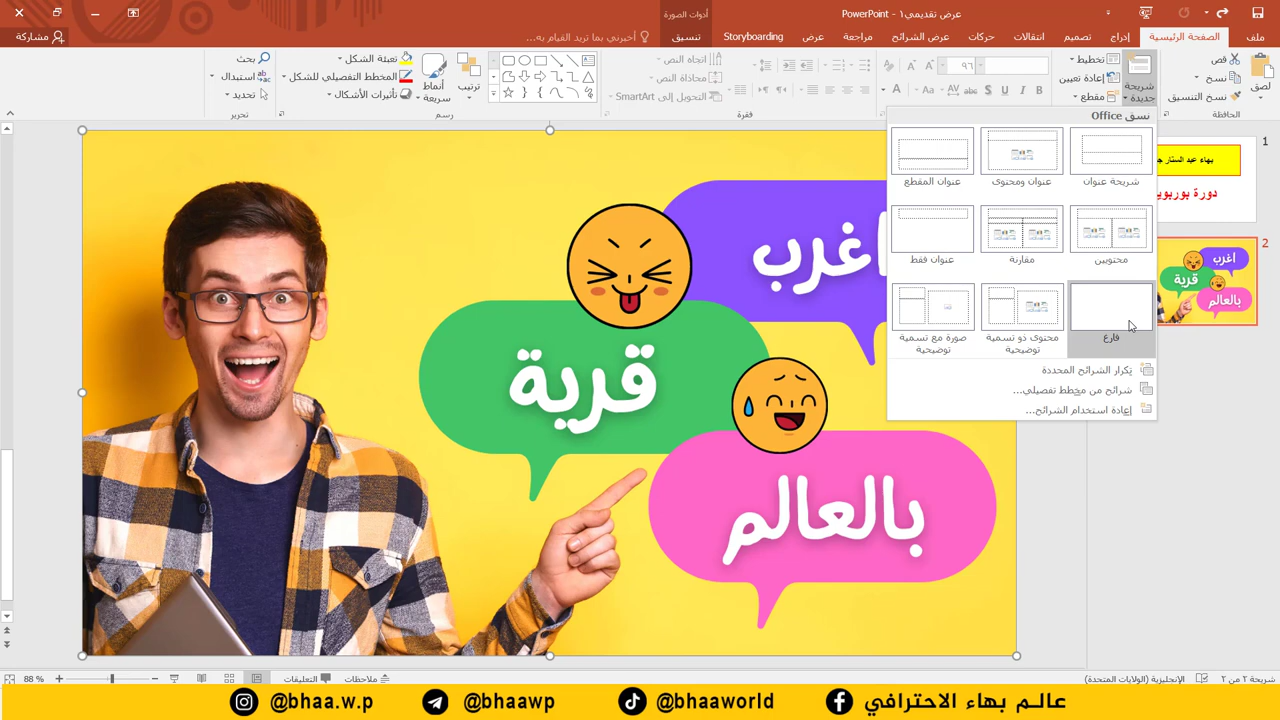 عرض تقديمي١ - PowerPoint
أدوات الصورة
ملف
الصفحة الرئيسية
إدراج
تصميم
انتقالات
حركات
عرض الشرائح
مراجعة
عرض
Storyboarding
تنسيق
أخبرني بما تريد القيام به...
مشاركة
لصق
قص
نسخ
نسخ التنسيق
الحافظة
شريحة
جديدة
تخطيط
إعادة تعيين
مقطع
٩٦
اتجاه النص
محاذاة النص
التحويل إلى SmartArt
فقرة
ترتيب
أنماط
سريعة
تعبئة الشكل
المخطط التفصيلي للشكل
تأثيرات الأشكال
رسم
بحث
استبدال
تحديد
تحرير
نسق Office
شريحة عنوان
عنوان ومحتوى
عنوان المقطع
محتويين
مقارنة
عنوان فقط
فارغ
محتوى ذو تسمية
توضيحية
صورة مع تسمية
توضيحية
تكرار الشرائح المحددة
شرائح من مخطط تفصيلي...
إعادة استخدام الشرائح...
1
بهاء عبد الستار
2
اغرب
قرية
بالعالم
اغرب
قرية
بالعالم
شريحة ٢ من ٢
الإنجليزية (الولايات المتحدة)
ملاحظات
التعليقات
88 %
@bhaa.w.p
@bhaawp
@bhaaworld
عالـم بهاء الاحترافي